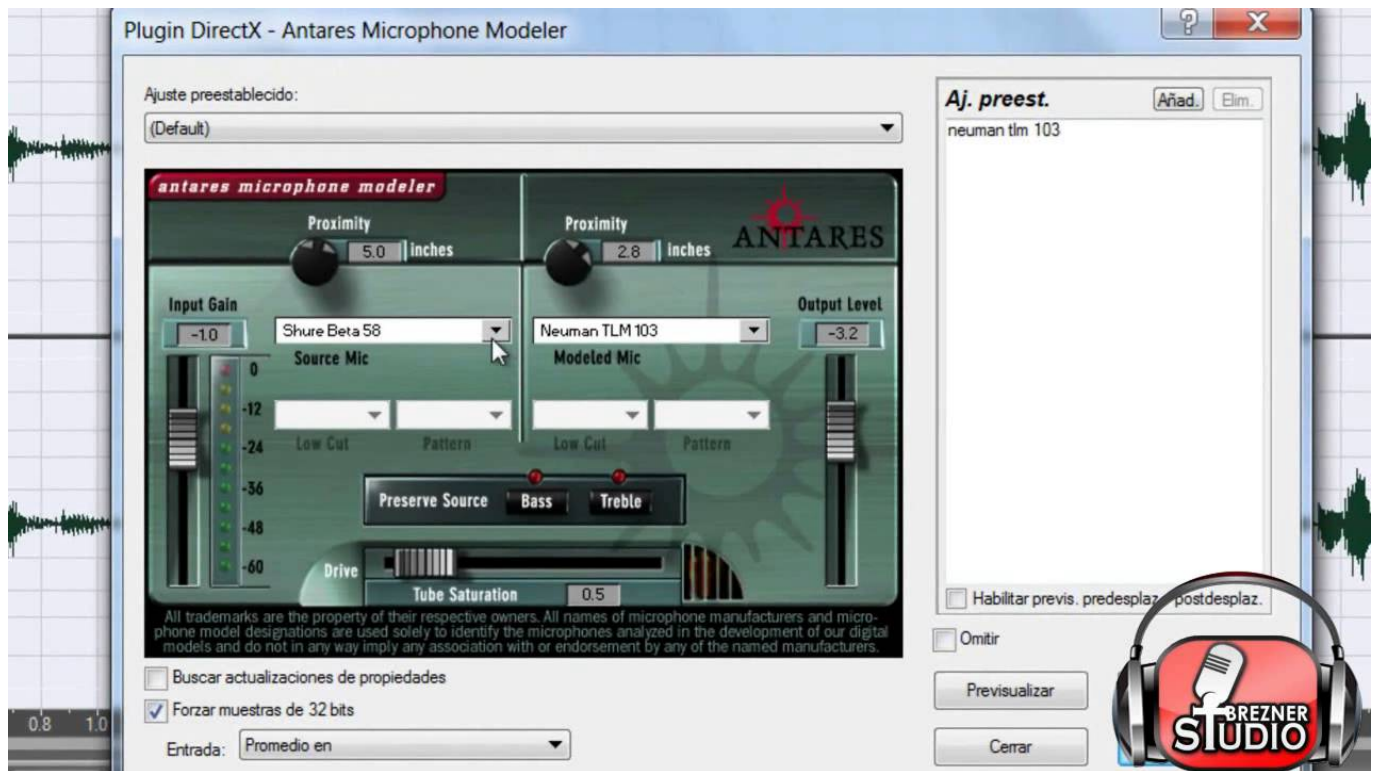 Plugin DirectX - Antares Microphone Modeler
?
X
Ajuste preestablecido:
(Default)
Aj. preest.
Añad.
Elim.
neuman tlm 103
antares microphone modeler
Proximity
5.0
inches
Proximity
2.8
inches
ANTARES
Input Gain
-1.0
Shure Beta 58
Source Mic
Neuman TLM 103
Modeled Mic
Output Level
-3.2
0
-12
-24
-36
-48
-60
Low Cut
Pattern
Low Cut
Pattern
Preserve Source
Bass
Treble
Drive
Tube Saturation
0.5
All trademarks are the property of their respective owners. All names of microphone manufacturers and micro-
phone model designations are used solely to identify the microphones analyzed in the development of our digital
models and do not in any way imply any association with or endorsement by any of the named manufacturers.
Habilitar previs. predesplaz. postdesplaz.
Omitir
Buscar actualizaciones de propiedades
Forzar muestras de 32 bits
Entrada:
Promedio en
Previsualizar
Cerrar
0.8
1.0
BREZNER
STUDIO